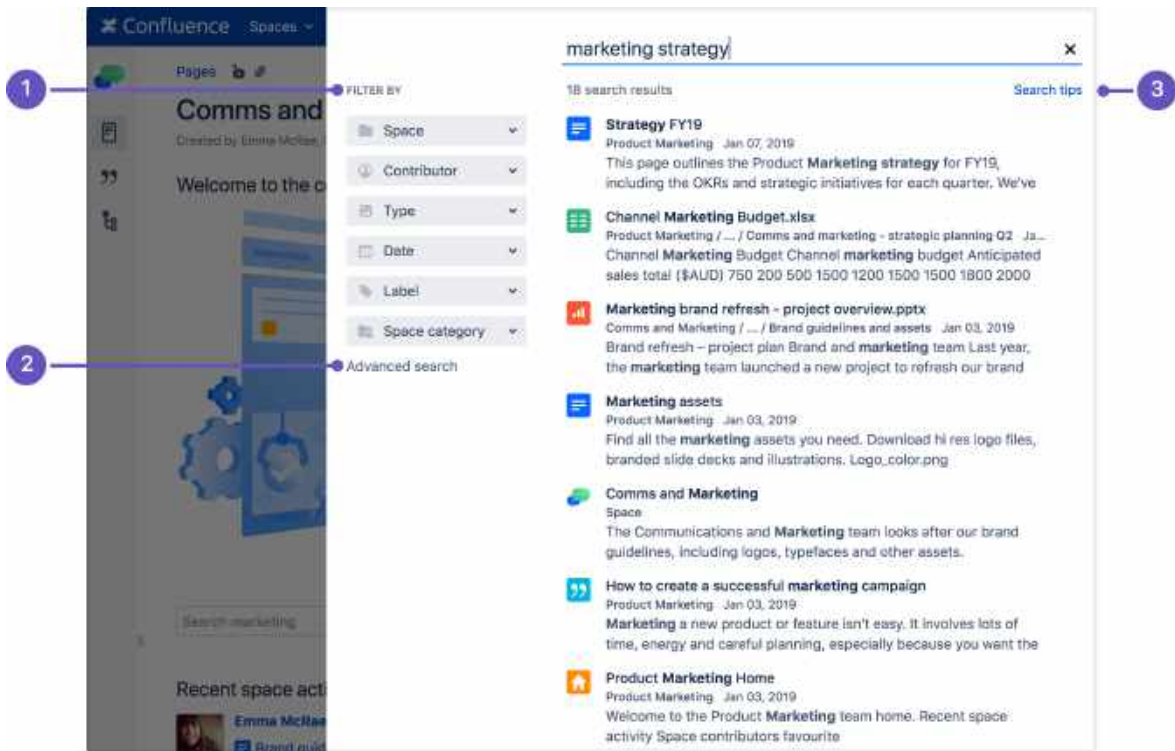 Confluence Spaces
Pages
Comms and
Created by Emma McRae,
Welcome to the c
Search marketing
Recent space acti
Emma McRae
Brand guid
1
FILTER BY
Space
Contributor
Type
Date
Label
Space category
2
Advanced search
marketing strategy
18 search results
Search tips
3
Strategy FY19
Product Marketing Jan 07, 2019
This page outlines the Product Marketing strategy for FY19,
including the OKRs and strategic initiatives for each quarter. We've
Channel Marketing Budget.xlsx
Product Marketing / ... / Comms and marketing - strategic planning Q2 Ja...
Channel Marketing Budget Channel marketing budget Anticipated
sales total ($AUD) 750 200 500 1500 1200 1500 1500 1800 2000
Marketing brand refresh - project overview.pptx
Comms and Marketing / ... / Brand guidelines and assets Jan 03, 2019
Brand refresh – project plan Brand and marketing team Last year,
the marketing team launched a new project to refresh our brand
Marketing assets
Product Marketing Jan 03, 2019
Find all the marketing assets you need. Download hi res logo files,
branded slide decks and illustrations. Logo_color.png
Comms and Marketing
Space
The Communications and Marketing team looks after our brand
guidelines, including logos, typefaces and other assets.
How to create a successful marketing campaign
Product Marketing Jan 03, 2019
Marketing a new product or feature isn't easy. It involves lots of
time, energy and careful planning, especially because you want the
Product Marketing Home
Product Marketing Jan 03, 2019
Welcome to the Product Marketing team home. Recent space
activity Space contributors favourite